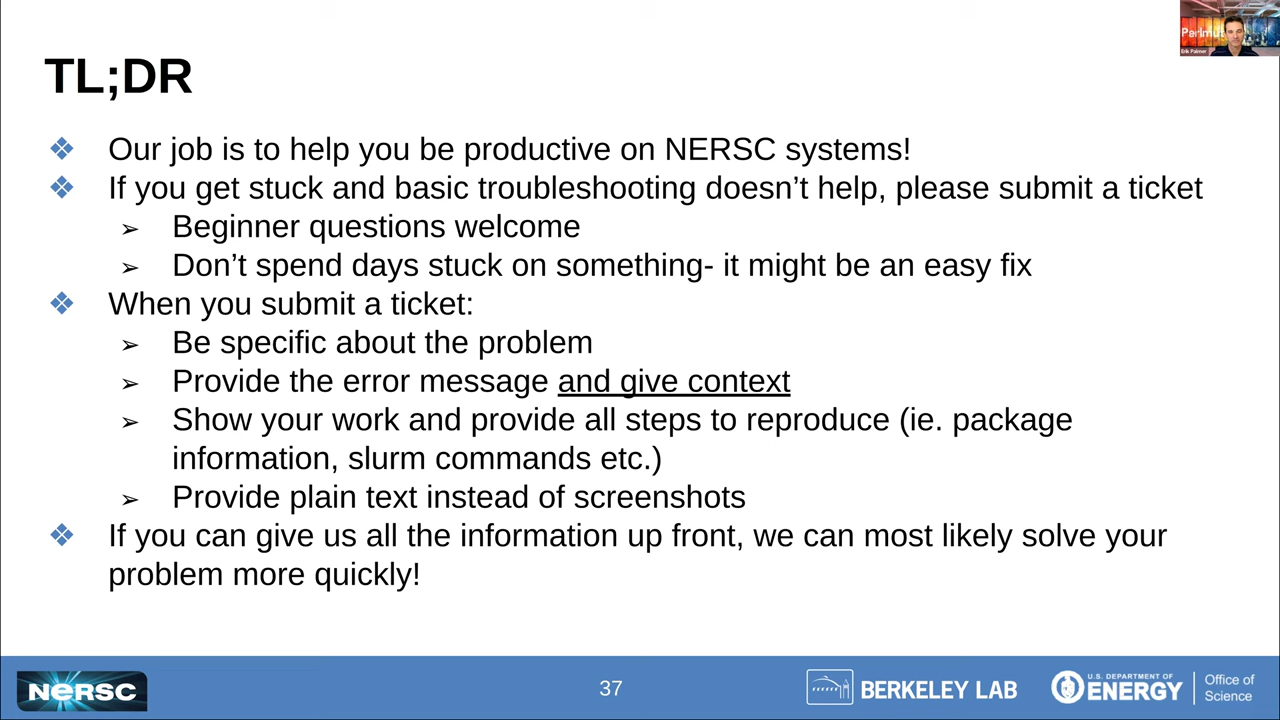 Perlmut
Erik Palmer
TL;DR
❖ Our job is to help you be productive on NERSC systems!
❖ If you get stuck and basic troubleshooting doesn’t help, please submit a ticket
➢ Beginner questions welcome
➢ Don’t spend days stuck on something- it might be an easy fix
❖ When you submit a ticket:
➢ Be specific about the problem
➢ Provide the error message and give context
➢ Show your work and provide all steps to reproduce (ie. package
information, slurm commands etc.)
➢ Provide plain text instead of screenshots
❖ If you can give us all the information up front, we can most likely solve your
problem more quickly!
NERSC
37
BERKELEY LAB
U.S. DEPARTMENT OF
ENERGY
Office of
Science